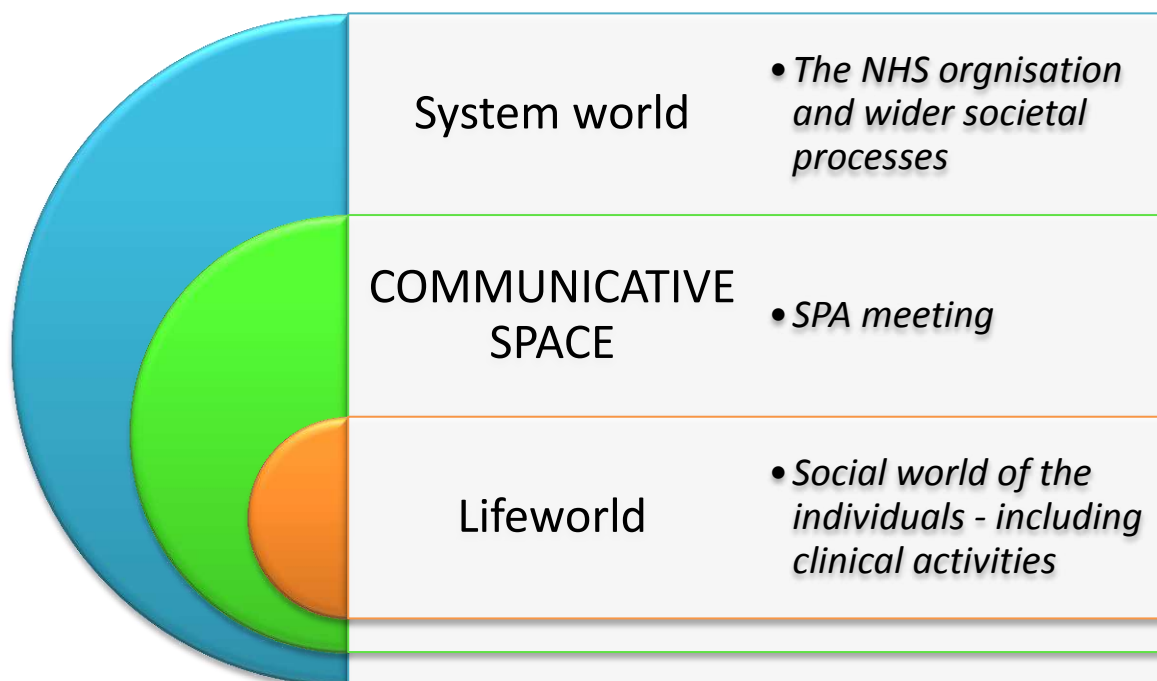 System world
• The NHS orgnisation
and wider societal
processes
COMMUNICATIVE
SPACE
• SPA meeting
Lifeworld
• Social world of the
individuals - including
clinical activities